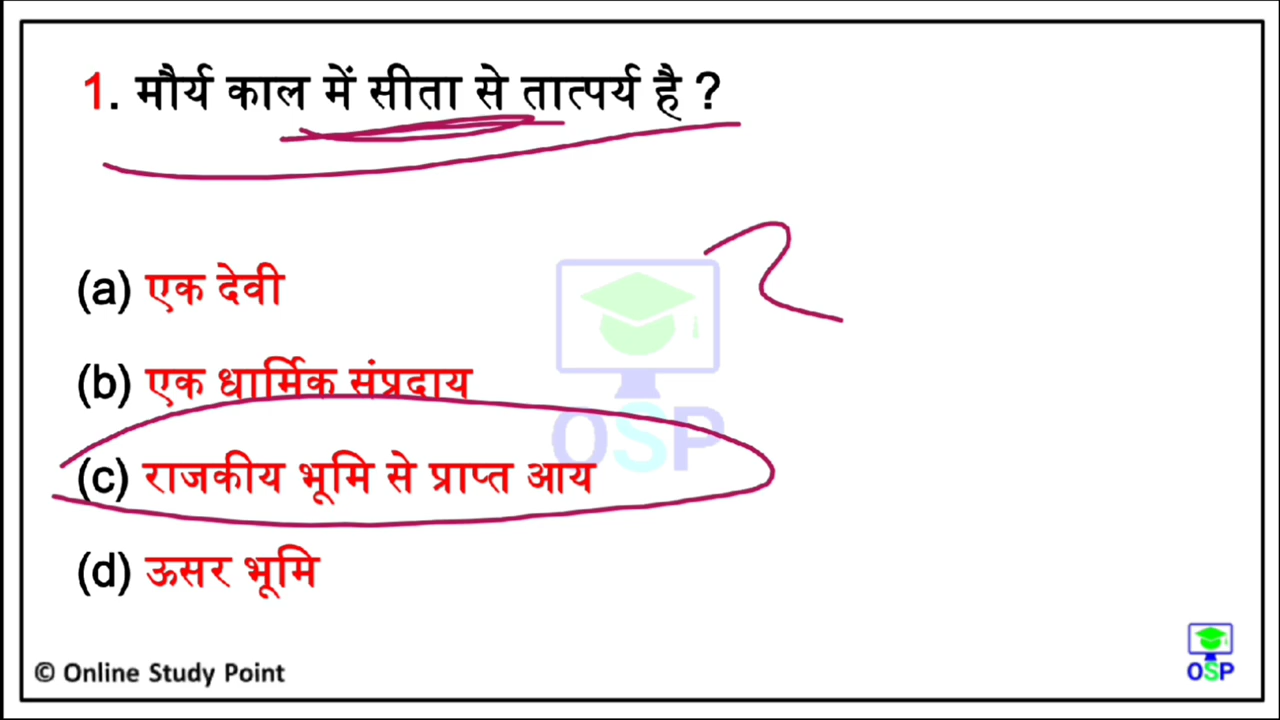 1. मौर्य काल में सीता से तात्पर्य है ?
(a) एक देवी
(b) एक धार्मिक संप्रदाय
OSP
(c) राजकीय भूमि से प्राप्त आय
(d) ऊसर भूमि
© Online Study Point
OSP